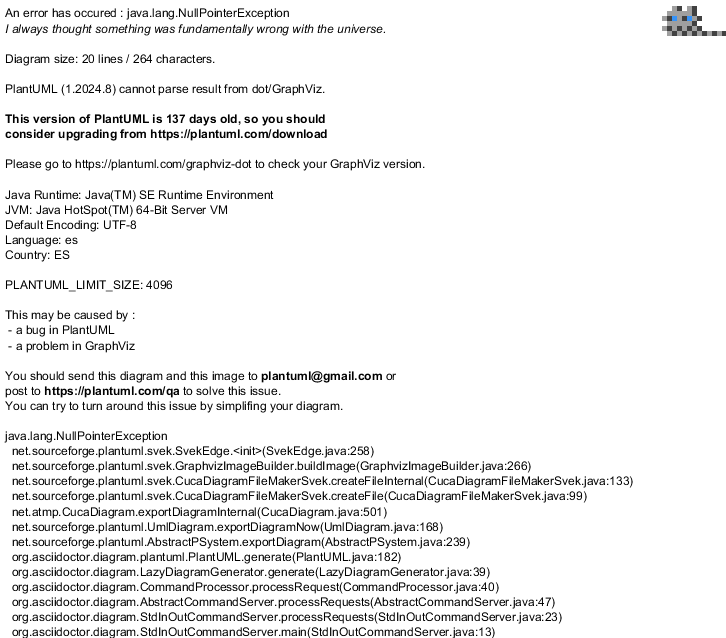 An error has occured : java.lang.NullPointerException
I always thought something was fundamentally wrong with the universe.
Diagram size: 20 lines / 264 characters.
PlantUML (1.2024.8) cannot parse result from dot/GraphViz.
This version of PlantUML is 137 days old, so you should
consider upgrading from https://plantuml.com/download
Please go to https://plantuml.com/graphviz-dot to check your GraphViz version.
Java Runtime: Java(TM) SE Runtime Environment
JVM: Java HotSpot(TM) 64-Bit Server VM
Default Encoding: UTF-8
Language: es
Country: ES
PLANTUML_LIMIT_SIZE: 4096
This may be caused by :
- a bug in PlantUML
- a problem in GraphViz
You should send this diagram and this image to plantuml@gmail.com or
post to https://plantuml.com/qa to solve this issue.
You can try to turn around this issue by simplifing your diagram.
java.lang.NullPointerException
net.sourceforge.plantuml.svek.SvekEdge.<init>(SvekEdge.java:258)
net.sourceforge.plantuml.svek.GraphvizImageBuilder.buildImage(GraphvizImageBuilder.java:266)
net.sourceforge.plantuml.svek.CucaDiagramFileMakerSvek.createFileInternal(CucaDiagramFileMakerSvek.java:133)
net.sourceforge.plantuml.svek.CucaDiagramFileMakerSvek.createFile(CucaDiagramFileMakerSvek.java:99)
net.atmp.CucaDiagram.exportDiagramInternal(CucaDiagram.java:501)
net.sourceforge.plantuml.UmlDiagram.exportDiagramNow(UmlDiagram.java:168)
net.sourceforge.plantuml.AbstractPSystem.exportDiagram(AbstractPSystem.java:239)
org.asciidoctor.diagram.plantuml.PlantUML.generate(PlantUML.java:182)
org.asciidoctor.diagram.LazyDiagramGenerator.generate(LazyDiagramGenerator.java:39)
org.asciidoctor.diagram.CommandProcessor.processRequest(CommandProcessor.java:40)
org.asciidoctor.diagram.AbstractCommandServer.processRequests(AbstractCommandServer.java:47)
org.asciidoctor.diagram.StdInOutCommandServer.processRequests(StdInOutCommandServer.java:23)
org.asciidoctor.diagram.StdInOutCommandServer.main(StdInOutCommandServer.java:13)